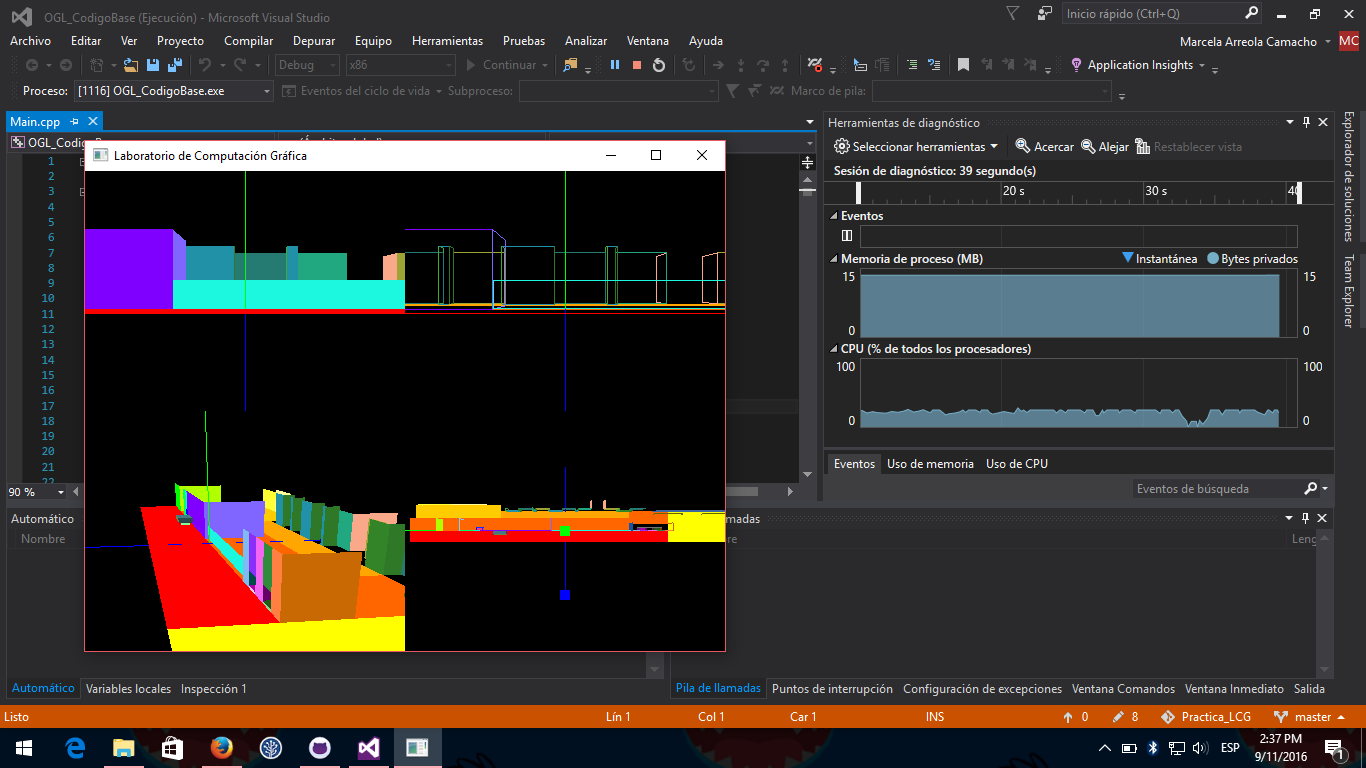 OGL_CodigoBase (Ejecución) - Microsoft Visual Studio
Inicio rápido (Ctrl+Q)
Archivo Editar Ver Proyecto Compilar Depurar Equipo Herramientas Pruebas Analizar Ventana Ayuda
Marcela Arreola Camacho MC
Debug x86 Continuar Application Insights
Proceso: [1116] OGL_CodigoBase.exe Eventos del ciclo de vida Subproceso: Marco de pila:
Main.cpp
OGL_Codig
Laboratorio de Computación Gráfica
1
2
3
4
5
6
7
8
9
10
11
12
13
14
15
16
17
18
19
20
21
22
90 %
Herramientas de diagnóstico
Seleccionar herramientas Acercar Alejar Restablecer vista
Sesión de diagnóstico: 39 segundo(s)
20 s 30 s 40
Eventos
Memoria de proceso (MB) Instantánea Bytes privados
15 15
0 0
CPU (% de todos los procesadores)
100 100
0 0
Eventos Uso de memoria Uso de CPU
Eventos de búsqueda
Explorador de soluciones
Team Explorer
Automático
Nombre
amadas
re
Leng
Automático Variables locales Inspección 1
Pila de llamadas Puntos de interrupción Configuración de excepciones Ventana Comandos Ventana Inmediato Salida
Listo Lín 1 Col 1 Car 1 INS 0 8 Practica_LCG master
ESP
2:37 PM
9/11/2016
1